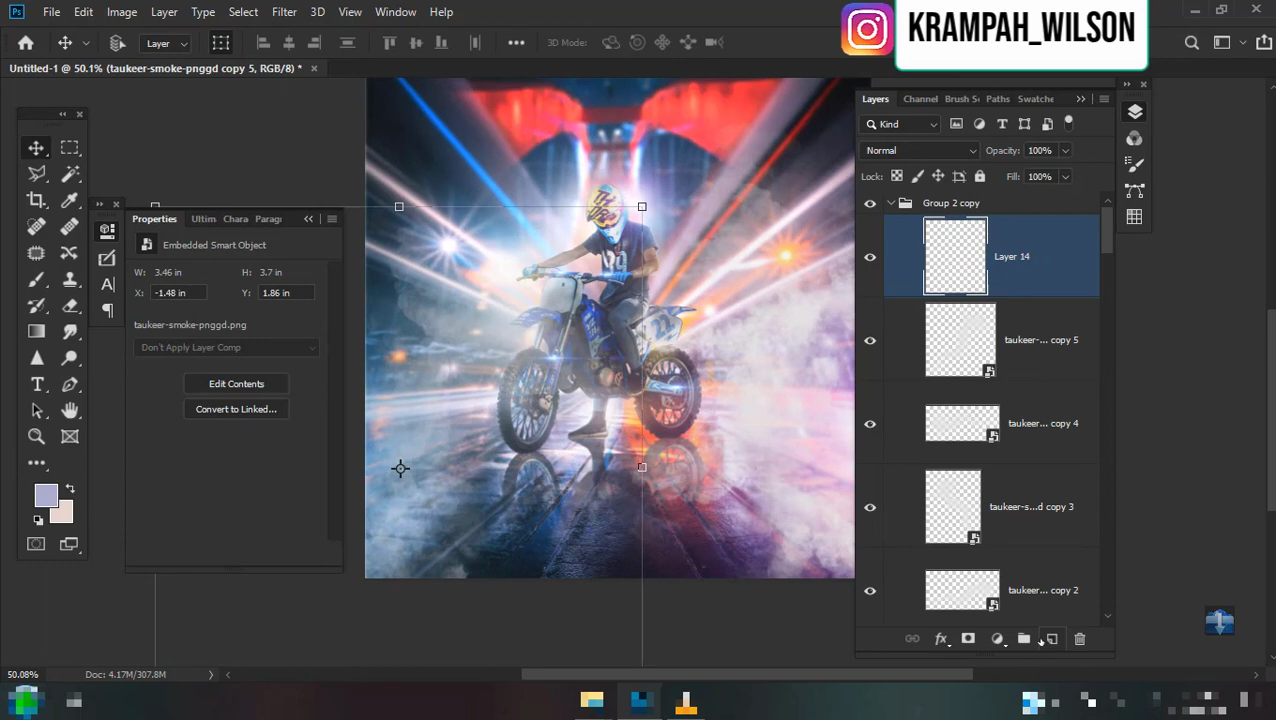 File Edit Image Layer Type Select Filter 3D View Window Help
KRAMPAH_WILSON
Layer 3D Mode:
Untitled-1 @ 50.1% (taukeer-smoke-pnggd copy 5, RGB/8) *
Layers Channel Brush Se Paths Swatche
Kind
Normal Opacity: 100%
Lock: Fill: 100%
Group 2 copy
Layer 14
taukeer-... copy 5
taukeer... copy 4
taukeer-s...d copy 3
taukeer... copy 2
Properties Ultim Chara Paragr
Embedded Smart Object
W: 3.46 in H: 3.7 in
X: -1.48 in Y: 1.86 in
taukeer-smoke-pnggd.png
Don't Apply Layer Comp
Edit Contents
Convert to Linked...
50.08% Doc: 4.17M/307.8M